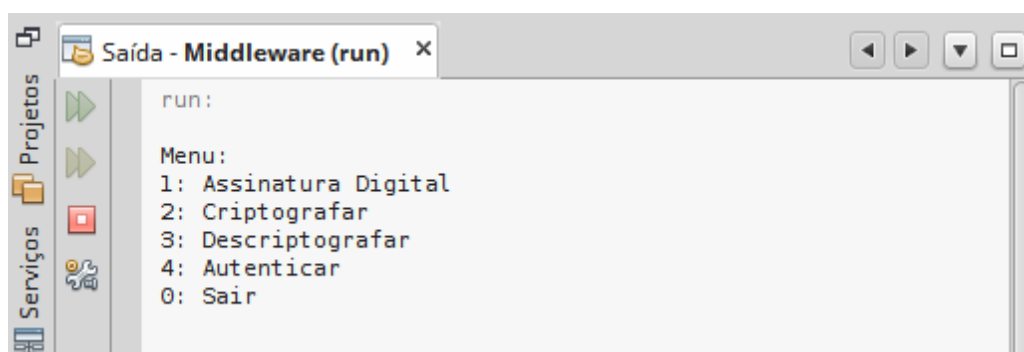 Saída - Middleware (run) ×
Projetos
Serviços
run:
Menu:
1: Assinatura Digital
2: Criptografar
3: Descriptografar
4: Autenticar
0: Sair